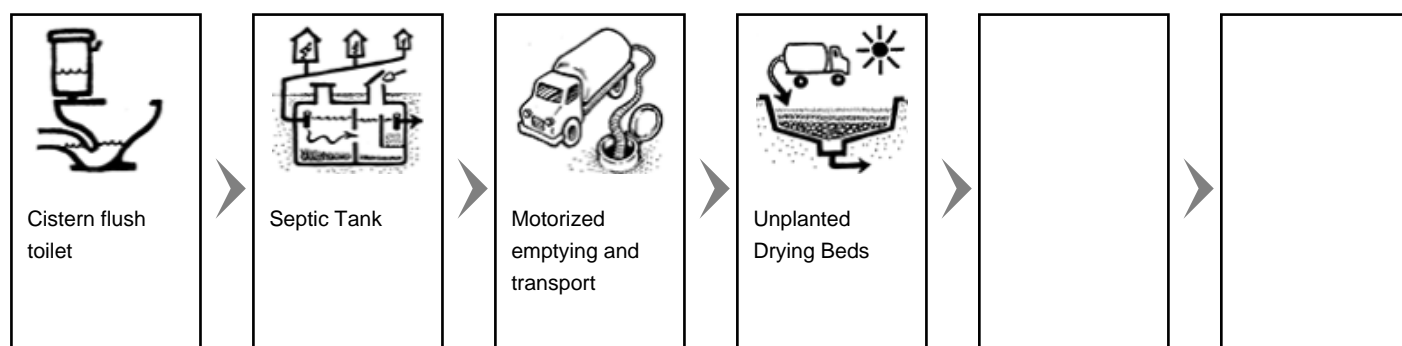 Cistern flush
toilet
Septic Tank
Motorized
emptying and
transport
Unplanted
Drying Beds